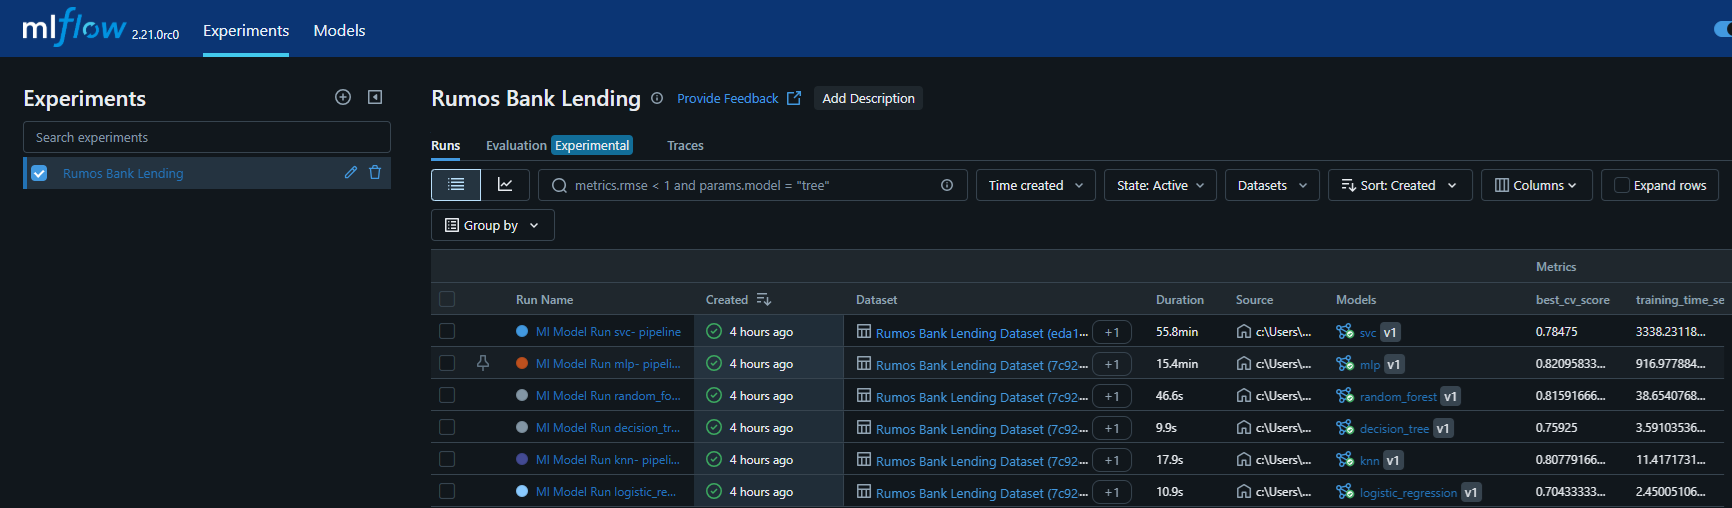 mlflow 2.21.0rc0 Experiments Models
Experiments
Search experiments
Rumos Bank Lending
Rumos Bank Lending Provide Feedback Add Description
Runs Evaluation Experimental Traces
metrics.rmse < 1 and params.model = "tree" Time created State: Active Datasets Sort: Created Columns Expand rows
Group by
Metrics
Run Name Created Dataset Duration Source Models best_cv_score training_time_se
Ml Model Run svc- pipeline 4 hours ago Rumos Bank Lending Dataset (eda1... +1 55.8min c:\Users\... svc v1 0.78475 3338.23118...
Ml Model Run mlp- pipeli... 4 hours ago Rumos Bank Lending Dataset (7c92... +1 15.4min c:\Users\... mlp v1 0.82095833... 916.977884...
Ml Model Run random_fo... 4 hours ago Rumos Bank Lending Dataset (7c92... +1 46.6s c:\Users\... random_forest v1 0.81591666... 38.6540768...
Ml Model Run decision_tr... 4 hours ago Rumos Bank Lending Dataset (7c92... +1 9.9s c:\Users\... decision_tree v1 0.75925 3.59103536...
Ml Model Run knn- pipeli... 4 hours ago Rumos Bank Lending Dataset (7c92... +1 17.9s c:\Users\... knn v1 0.80779166... 11.4171731...
Ml Model Run logistic_re... 4 hours ago Rumos Bank Lending Dataset (7c92... +1 10.9s c:\Users\... logistic_regression v1 0.70433333... 2.45005106...